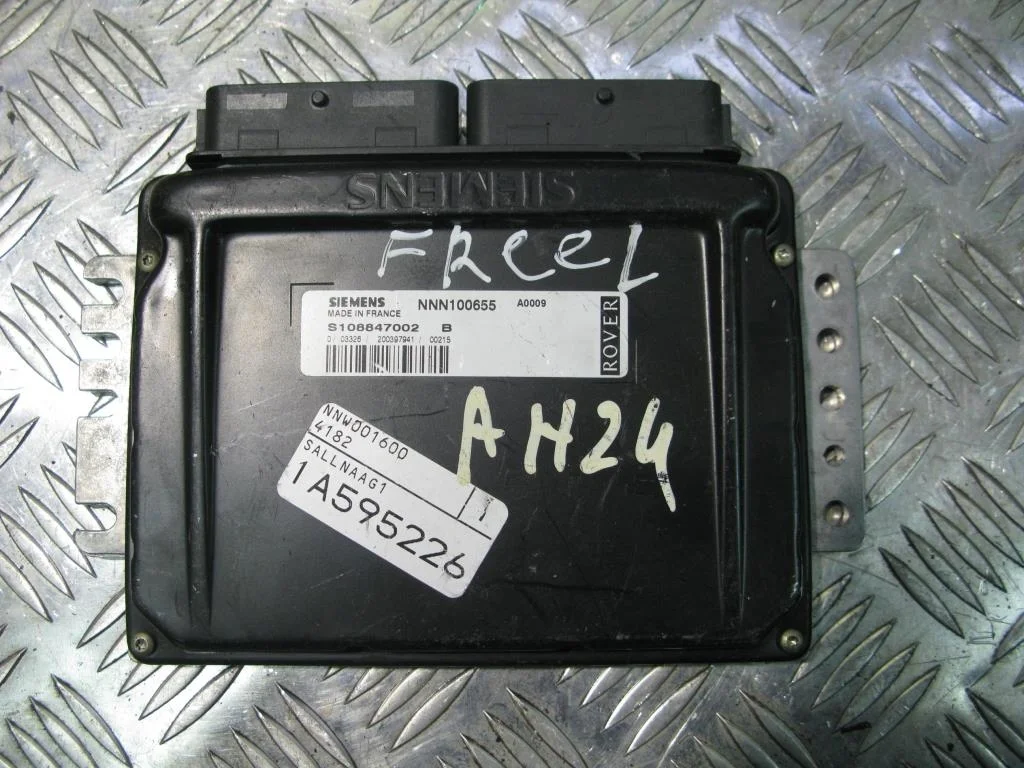 SIEMENS
FReeL
SIEMENS NNN100655 A0009
MADE IN FRANCE
S108847002 B
0 / 03326 / 200397941 / 00215
ROVER
AH24
NNW001600
4182
SALLNAAG1
1A595226